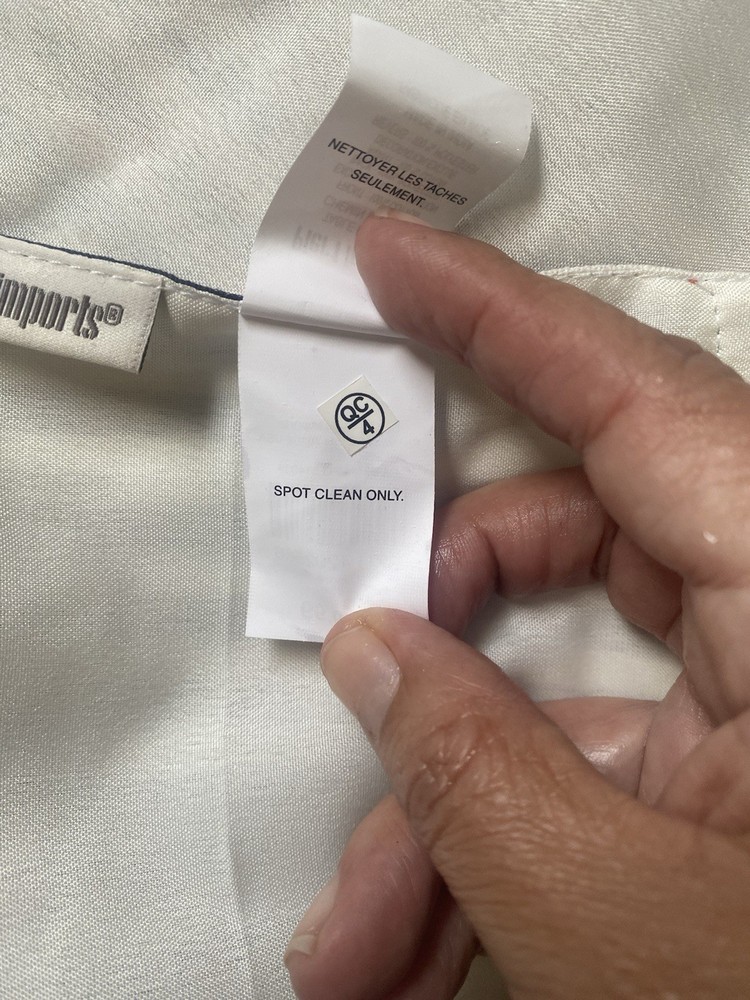 NETTOYER LES TACHES
SEULEMENT.
imports®
QC
4
SPOT CLEAN ONLY.